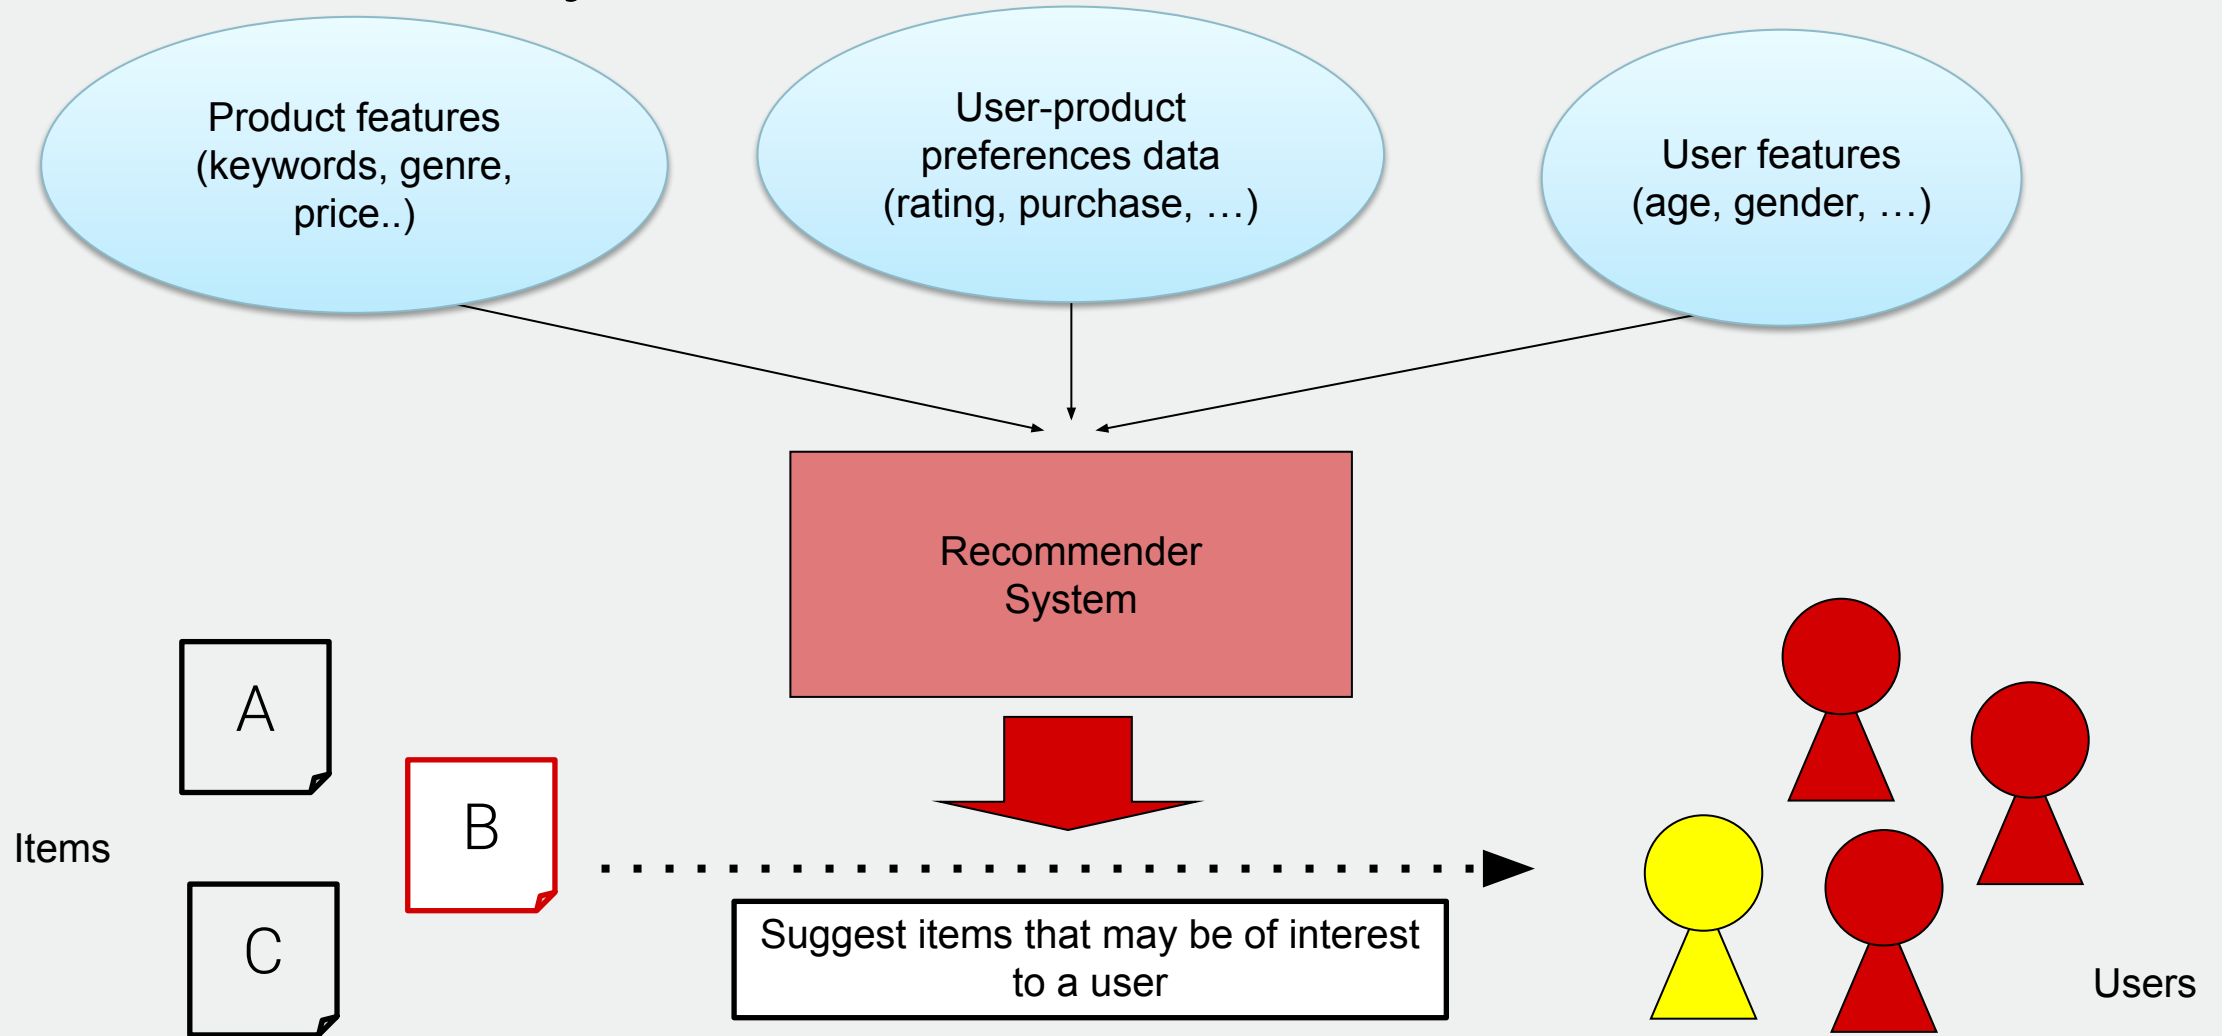 Product features
(keywords, genre,
price..)
User-product
preferences data
(rating, purchase, …)
User features
(age, gender, …)
Recommender
System
A
B
C
Items
Suggest items that may be of interest
to a user
Users